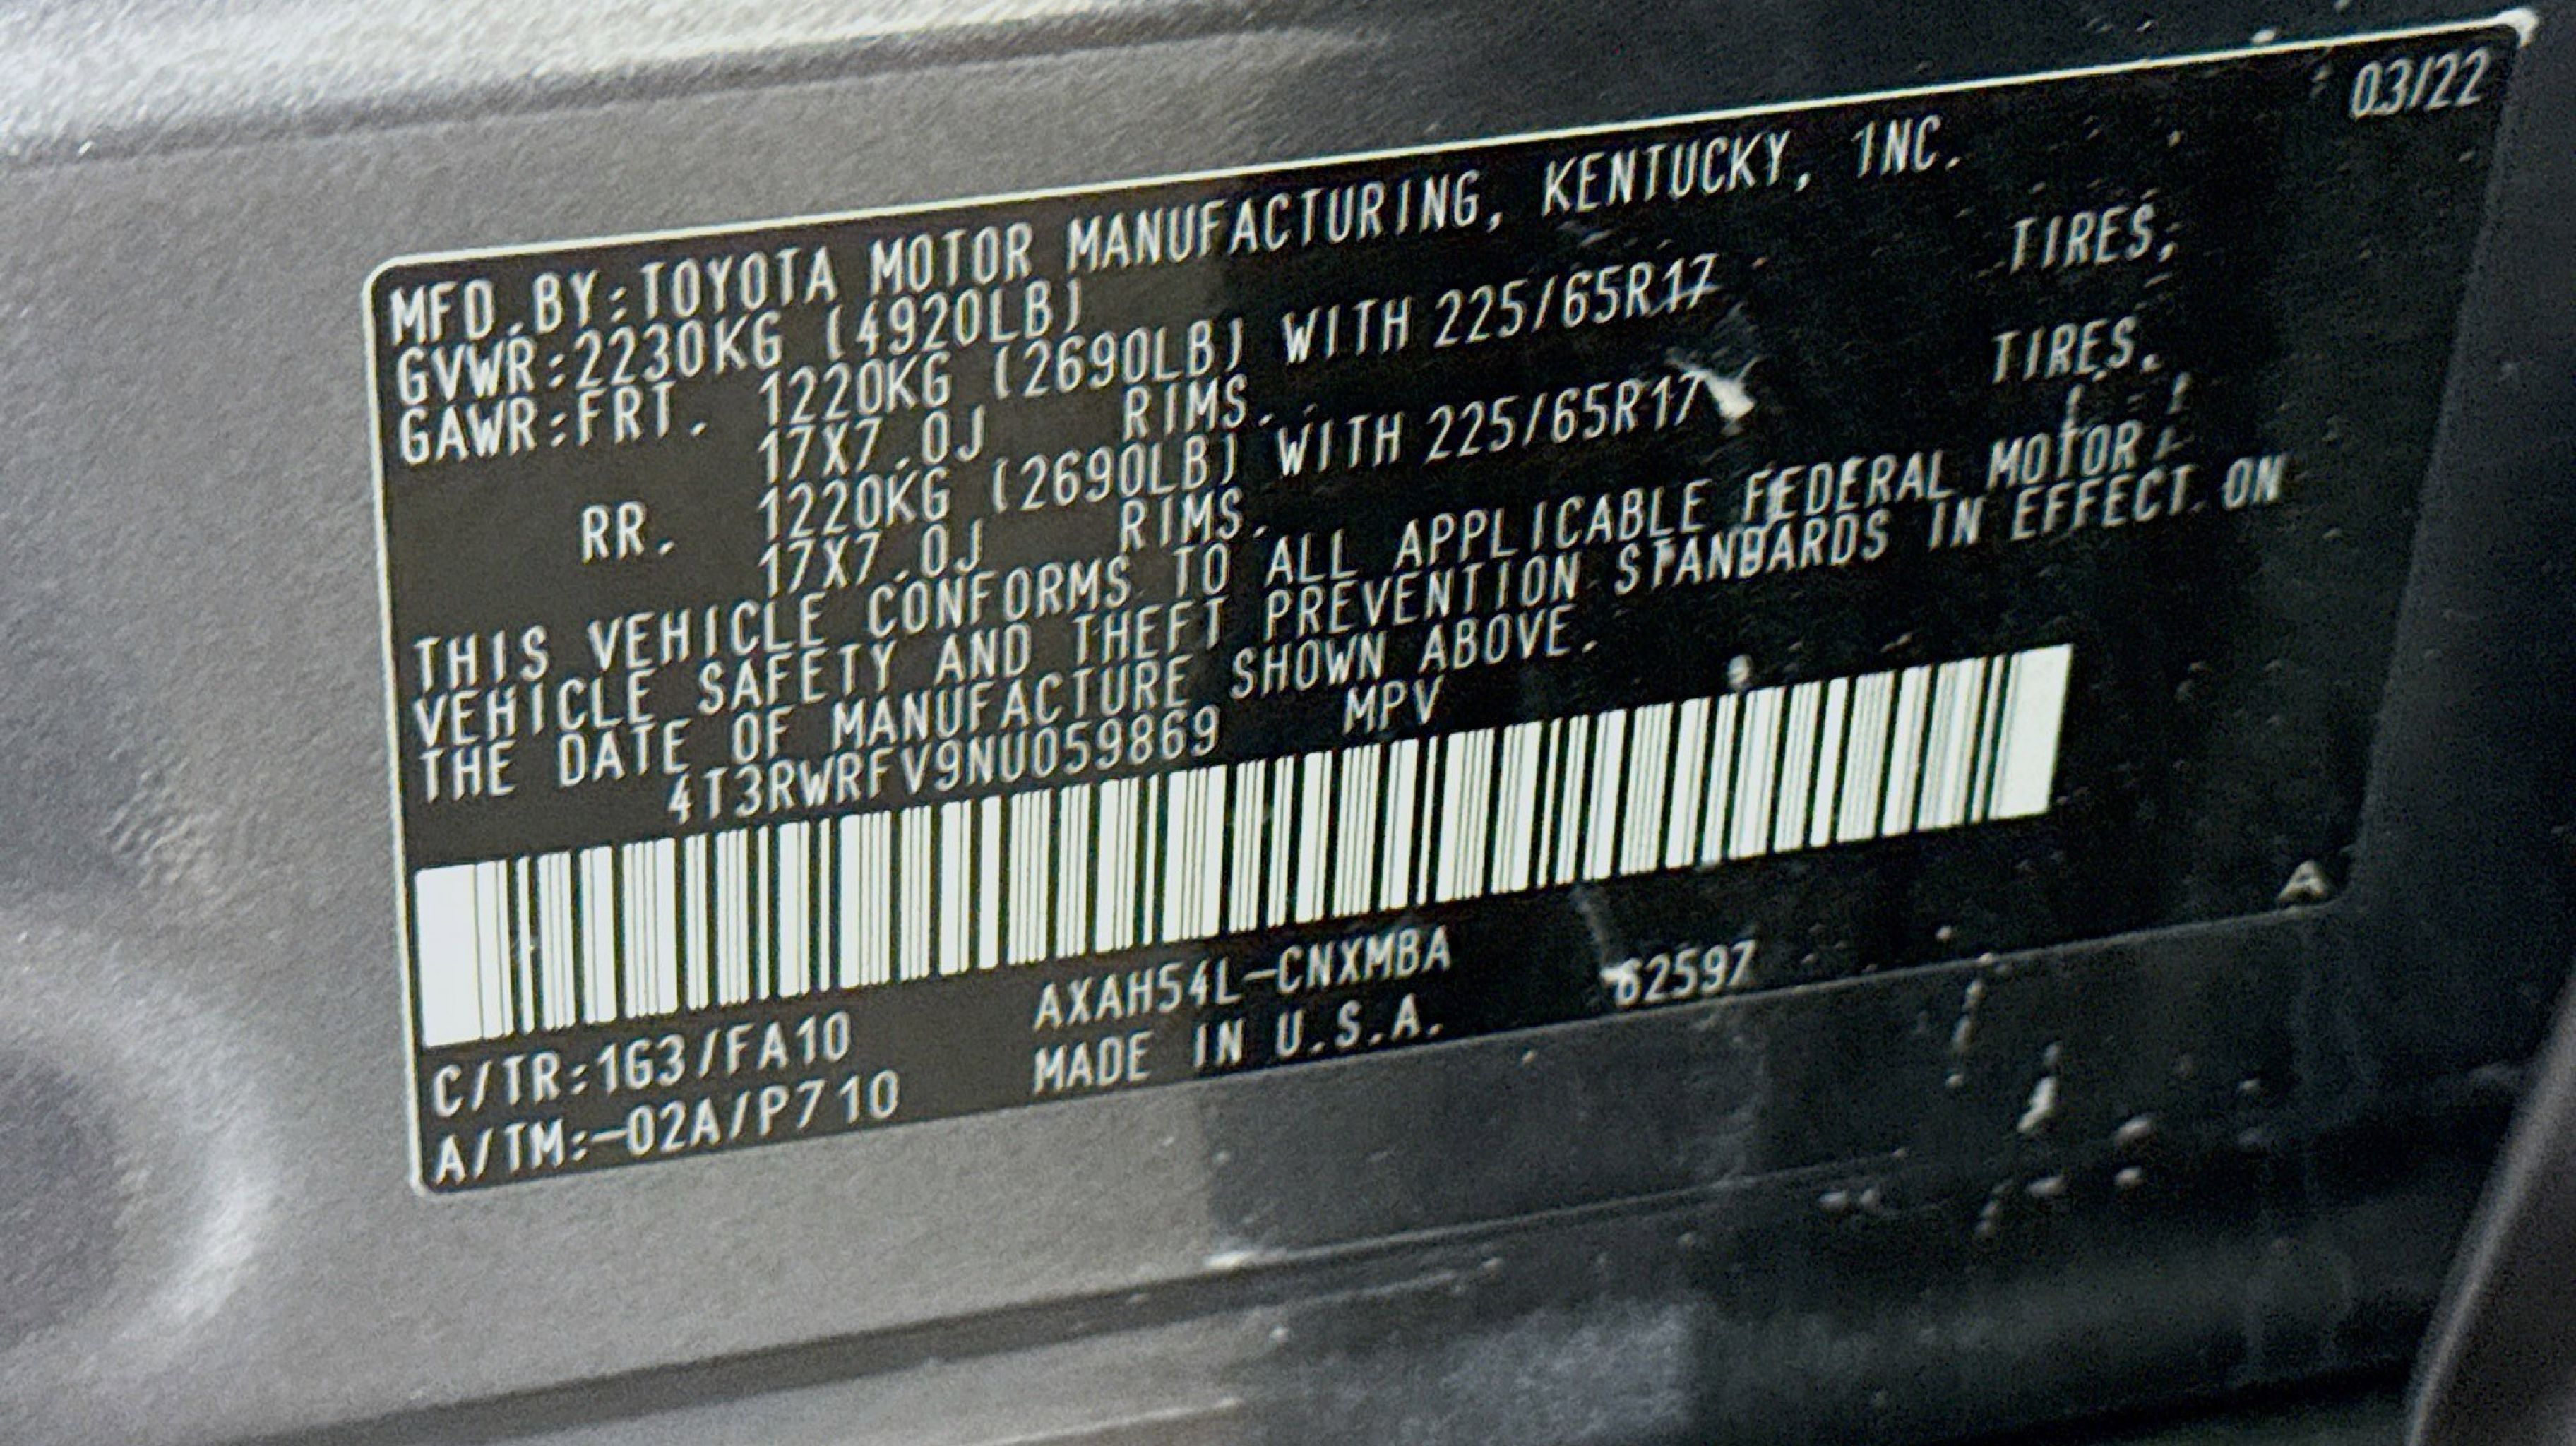 03/22
MFD.BY:TOYOTA MOTOR MANUFACTURING, KENTUCKY, INC.
GVWR:2230KG (4920LB)
GAWR:FRT. 1220KG (2690LB) WITH 225/65R17 TIRES,
17X7.0J RIMS.
RR. 1220KG (2690LB) WITH 225/65R17 TIRES.
17X7.0J RIMS.
THIS VEHICLE CONFORMS TO ALL APPLICABLE FEDERAL MOTOR
VEHICLE SAFETY AND THEFT PREVENTION STANDARDS IN EFFECT ON
THE DATE OF MANUFACTURE SHOWN ABOVE.
4T3RWRFV9NU059869 MPV
C/TR:1G3/FA10 AXAH54L-CNXMBA 62597
A/TM:-02A/P710 MADE IN U.S.A.
A